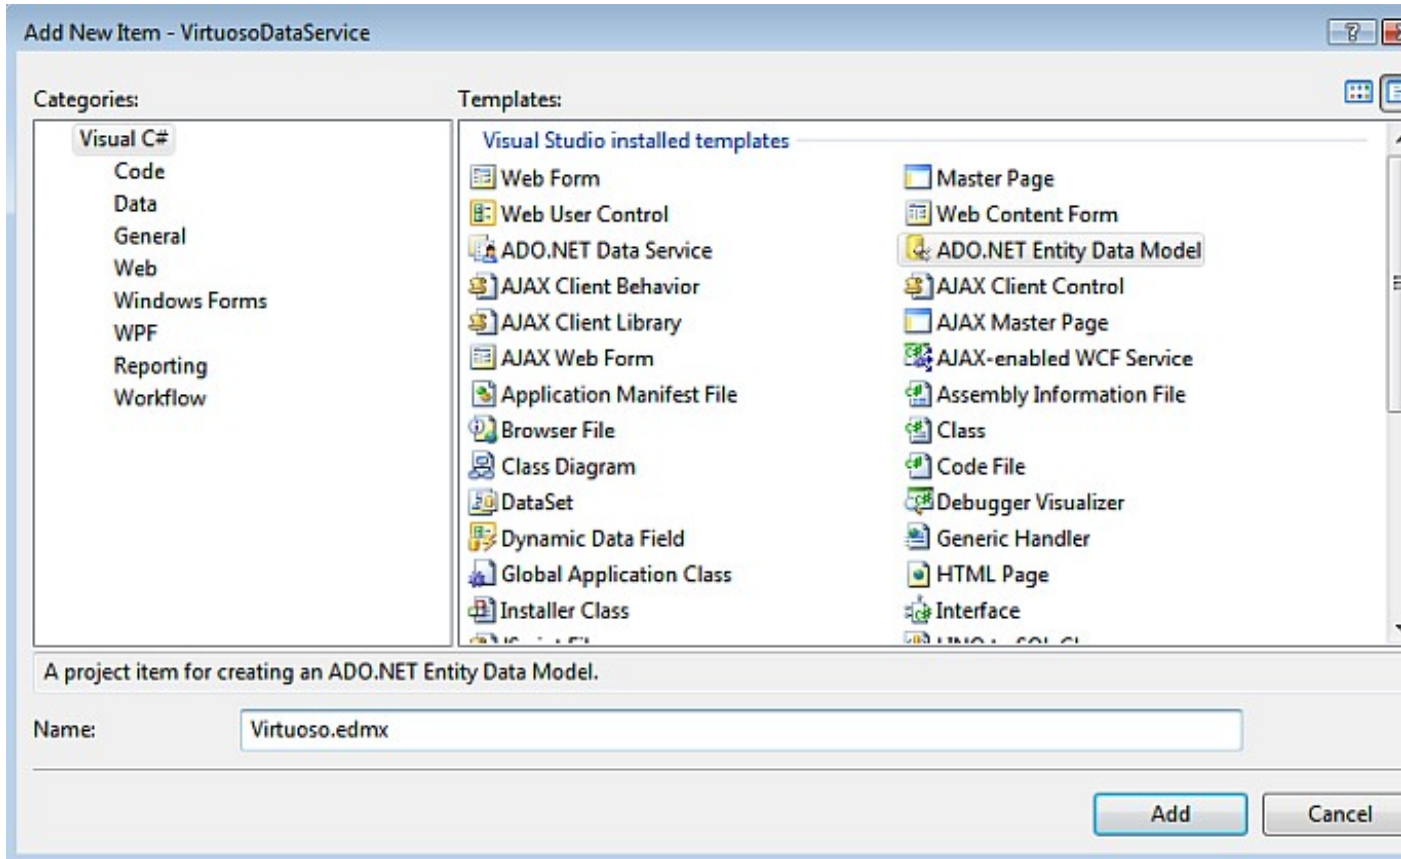 Add New Item - VirtuosoDataService
Categories:
Templates:
Visual C#
Code
Data
General
Web
Windows Forms
WPF
Reporting
Workflow
Visual Studio installed templates
Web Form
Master Page
Web User Control
Web Content Form
ADO.NET Data Service
ADO.NET Entity Data Model
AJAX Client Behavior
AJAX Client Control
AJAX Client Library
AJAX Master Page
AJAX Web Form
AJAX-enabled WCF Service
Application Manifest File
Assembly Information File
Browser File
Class
Class Diagram
Code File
DataSet
Debugger Visualizer
Dynamic Data Field
Generic Handler
Global Application Class
HTML Page
Installer Class
Interface
A project item for creating an ADO.NET Entity Data Model.
Name:
Virtuoso.edmx
Add
Cancel